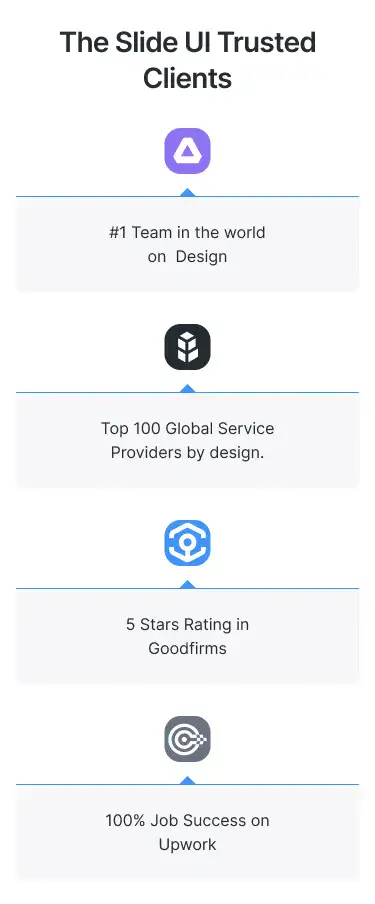 The Slide UI Trusted
Clients
#1 Team in the world
on  Design
Top 100 Global Service
Providers by design.
5 Stars Rating in
Goodfirms
100% Job Success on
Upwork